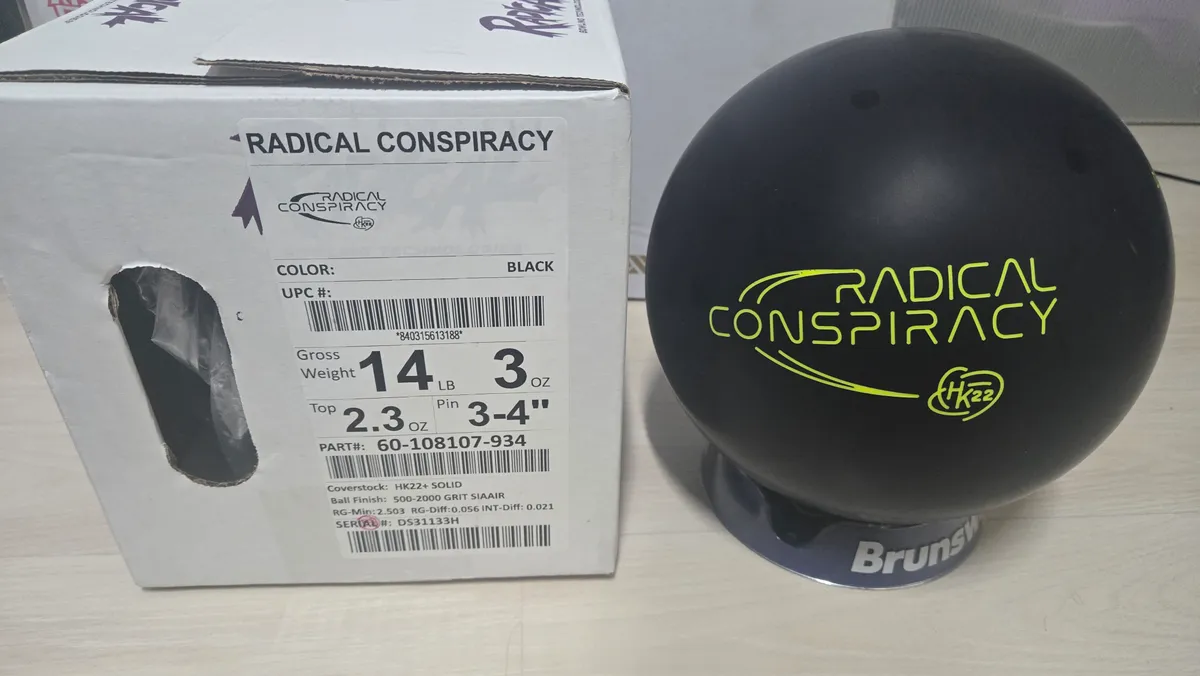 RADICAL
RADICAL CONSPIRACY
RADICAL
CONSPIRACY
HK22
COLOR: BLACK
UPC #:
*840315613188*
Gross Weight 14 LB 3 OZ
Top 2.3 OZ Pin 3-4"
PART#: 60-108107-934
Coverstock: HK22+ SOLID
Ball Finish: 500-2000 GRIT SIAAIR
RG-Min:2.503 RG-Diff:0.056 INT-Diff:0.021
SERIAL#: DS31133H
RADICAL
CONSPIRACY
HK22
Brunsw